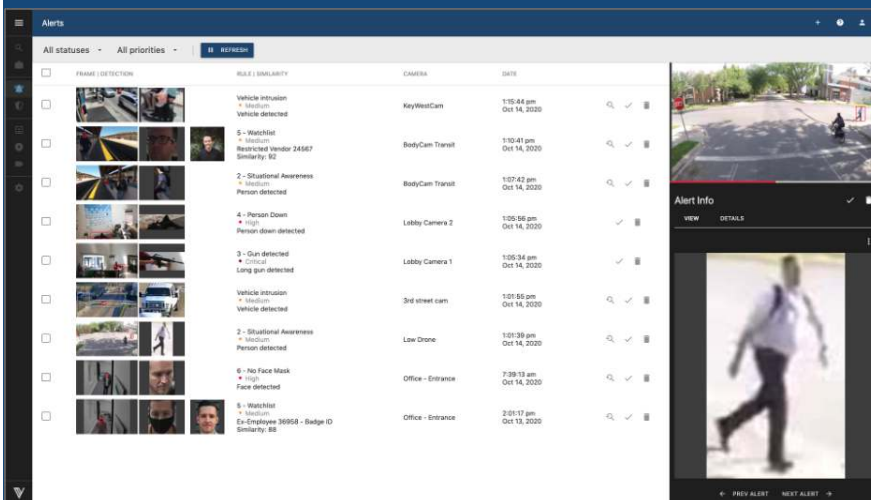 Alerts
All statuses
All priorities
REFRESH
FRAME | DETECTION
RULE | SIMILARITY
CAMERA
DATE
Vehicle intrusion
Medium
Vehicle detected
KeyWestCam
1:15:44 pm
Oct 14, 2020
5 - Watchlist
Medium
Restricted Vendor 24567
Similarity: 92
BodyCam Transit
1:10:41 pm
Oct 14, 2020
2 - Situational Awareness
Medium
Person detected
BodyCam Transit
1:07:42 pm
Oct 14, 2020
4 - Person Down
High
Person down detected
Lobby Camera 2
1:05:56 pm
Oct 14, 2020
3 - Gun detected
Critical
Long gun detected
Lobby Camera 1
1:05:34 pm
Oct 14, 2020
Vehicle intrusion
Medium
Vehicle detected
3rd street cam
1:01:55 pm
Oct 14, 2020
2 - Situational Awareness
Medium
Person detected
Low Drone
1:01:39 pm
Oct 14, 2020
6 - No Face Mask
High
Face detected
Office - Entrance
7:39:13 am
Oct 14, 2020
5 - Watchlist
Medium
Ex-Employee 36958 - Badge ID
Similarity: 88
Office - Entrance
2:01:17 pm
Oct 13, 2020
Alert Info
VIEW
DETAILS
PREV ALERT
NEXT ALERT